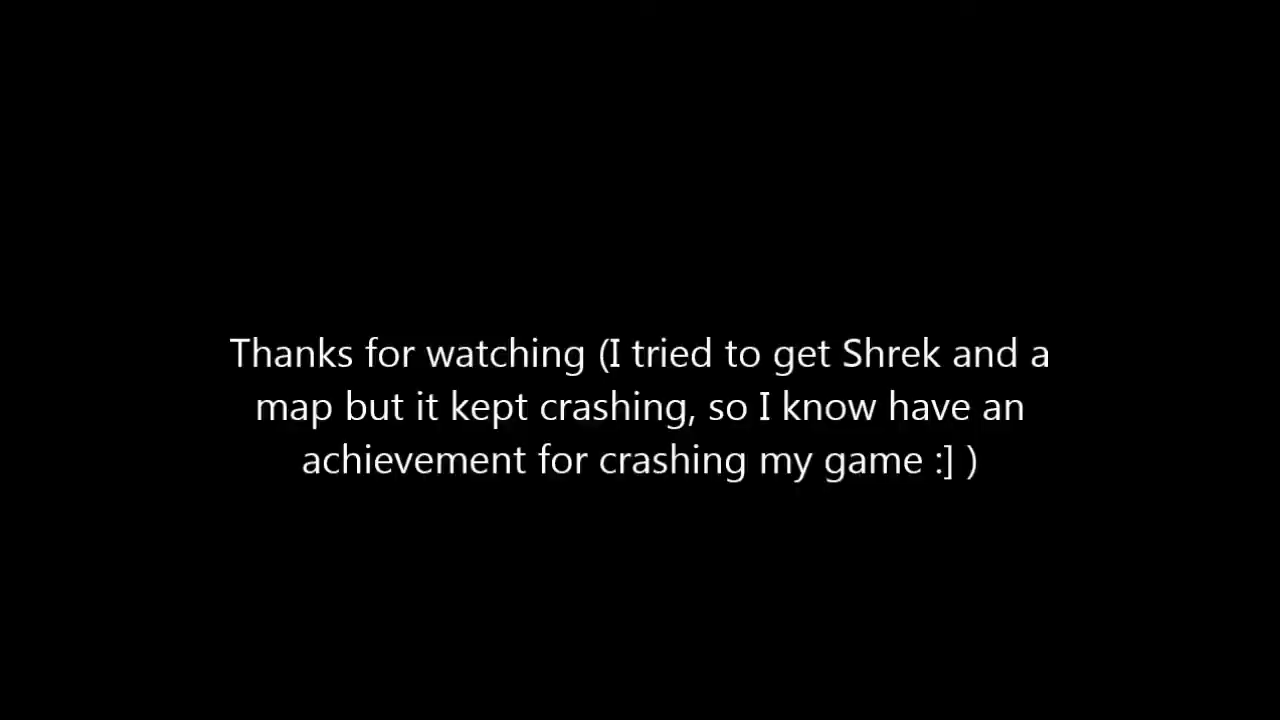 Thanks for watching (I tried to get Shrek and a
map but it kept crashing, so I know have an
achievement for crashing my game :] )